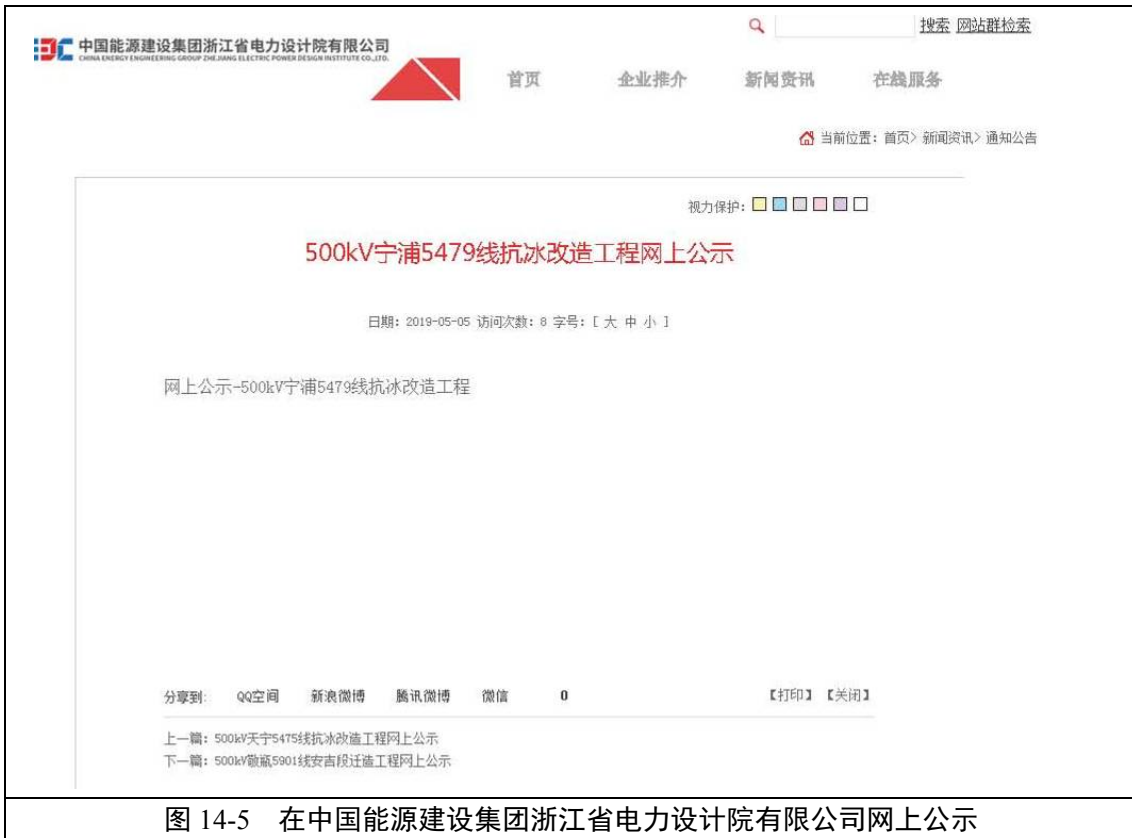 搜索 网站群检索
中国能源建设集团浙江省电力设计院有限公司
CHINA ENERGY ENGINEERING GROUP ZHEJIANG ELECTRIC POWER DESIGN INSTITUTE CO.,LTD.
首页 企业推介 新闻资讯 在线服务
当前位置：首页> 新闻资讯> 通知公告
视力保护：
500kV宁浦5479线抗冰改造工程网上公示
日期：2019-05-05 访问次数：8 字号：[ 大 中 小 ]
网上公示-500kV宁浦5479线抗冰改造工程
分享到: QQ空间 新浪微博 腾讯微博 微信 0 【打印】 【关闭】
上一篇：500kV天宁5475线抗冰改造工程网上公示
下一篇：500kV敬瓶5901线安吉段迁造工程网上公示
图 14-5 在中国能源建设集团浙江省电力设计院有限公司网上公示